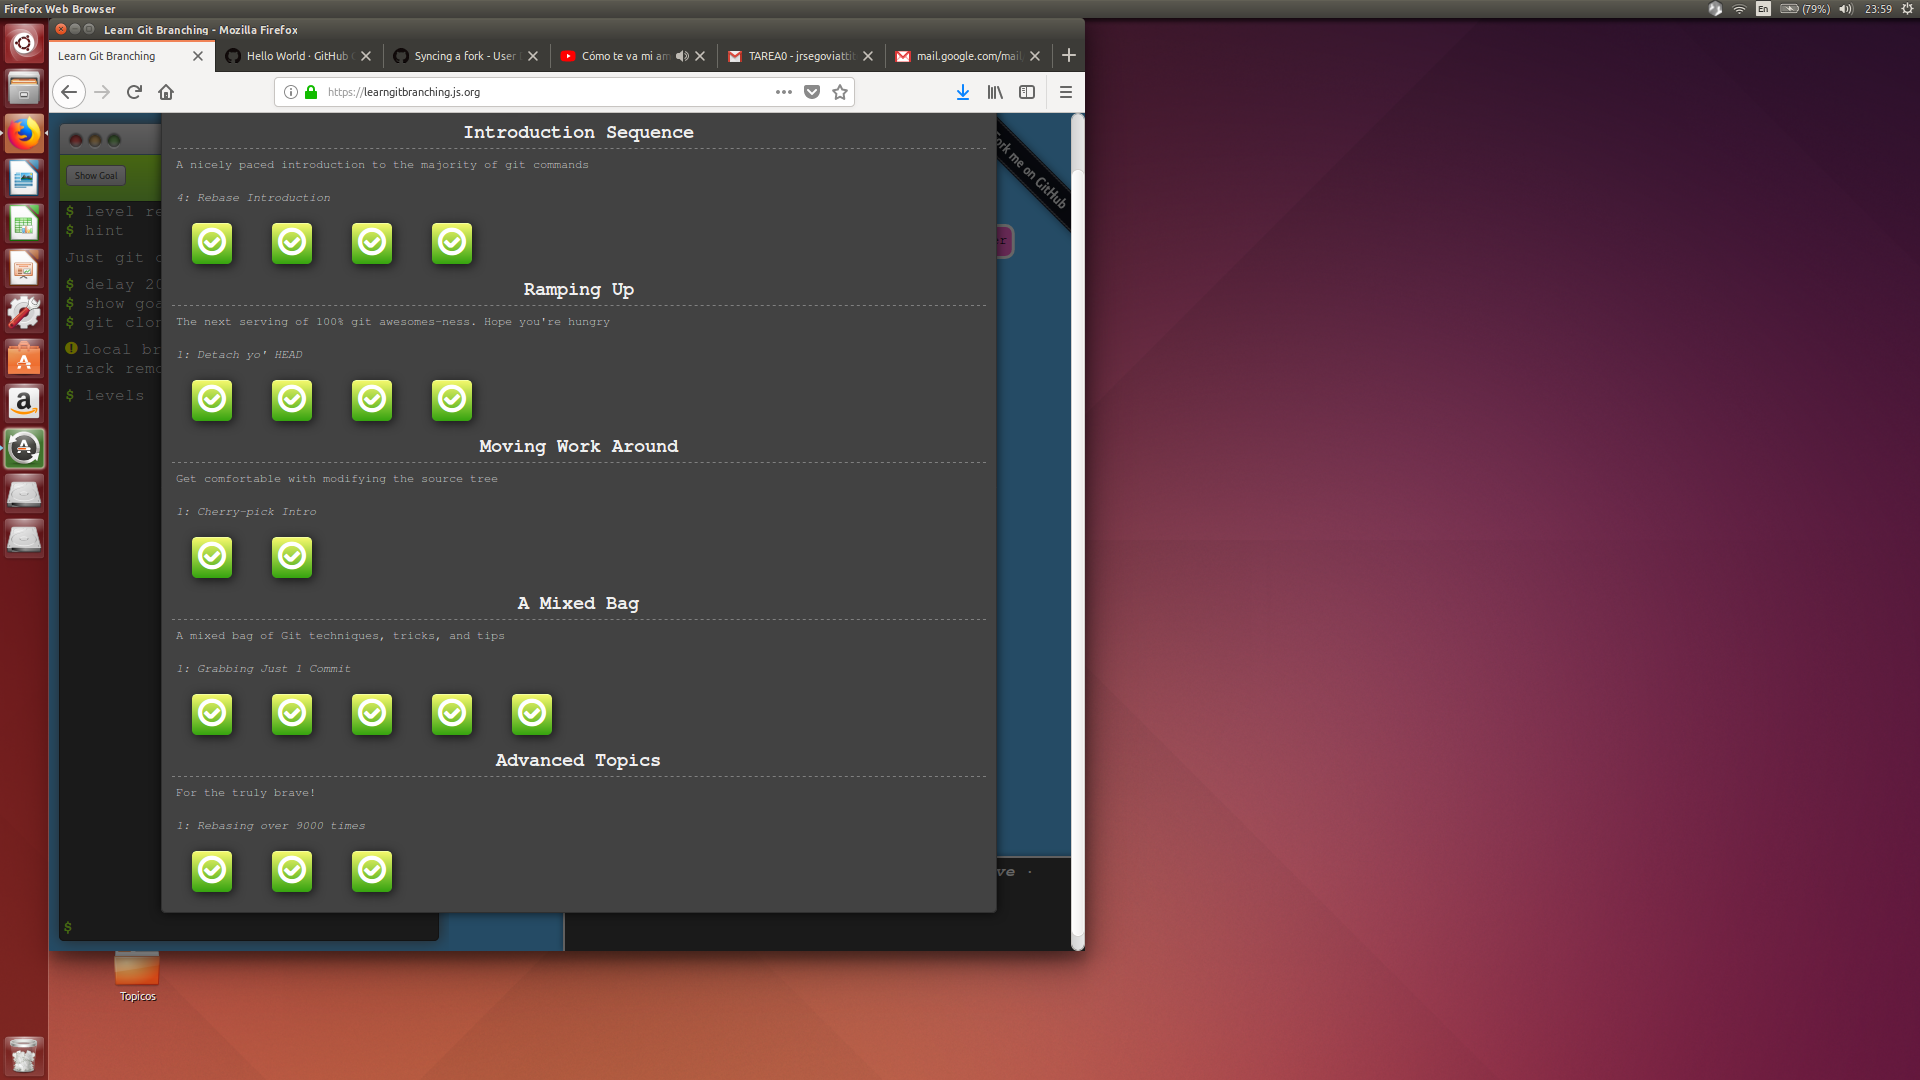 Firefox Web Browser
(79%)
23:59
En
Learn Git Branching - Mozilla Firefox
Learn Git Branching
Hello World · GitHub
Syncing a fork - User
Cómo te va mi am
TAREA0 - jrsegoviattit
mail.google.com/mail
https://learngitbranching.js.org
Show Goal
$ level re
$ hint
Just git c
$ delay 20
$ show goa
$ git clon
local br
track remo
$ levels
$
Introduction Sequence
A nicely paced introduction to the majority of git commands
4: Rebase Introduction
Ramping Up
The next serving of 100% git awesomes-ness. Hope you're hungry
1: Detach yo' HEAD
Moving Work Around
Get comfortable with modifying the source tree
1: Cherry-pick Intro
A Mixed Bag
A mixed bag of Git techniques, tricks, and tips
1: Grabbing Just 1 Commit
Advanced Topics
For the truly brave!
1: Rebasing over 9000 times
ork me on GitHub
er
ve ·
Topicos